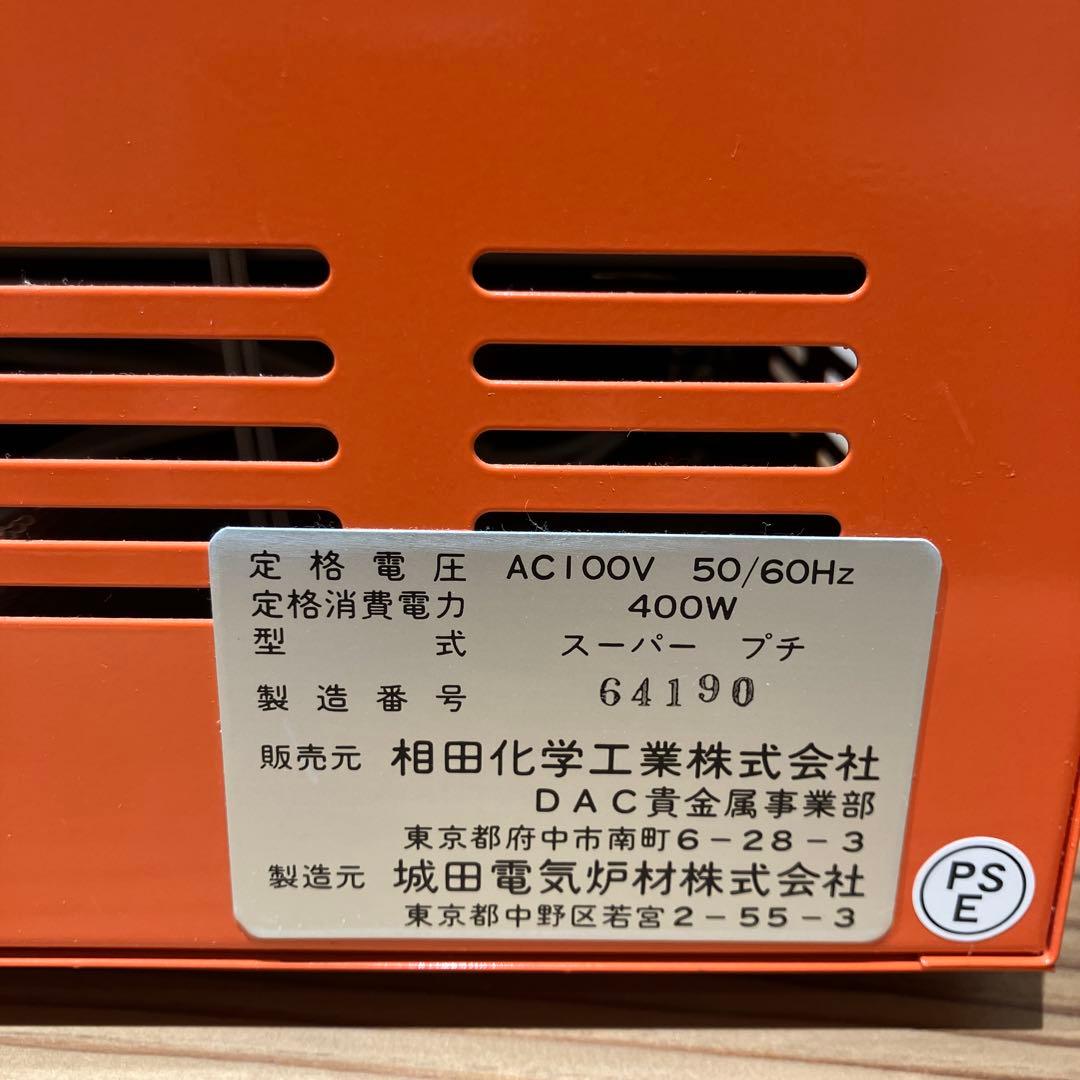 定格電圧 AC100V 50/60Hz
定格消費電力 400W
型式 スーパー プチ
製造番号 64190
販売元 相田化学工業株式会社
DAC貴金属事業部
東京都府中市南町6-28-3
製造元 城田電気炉材株式会社
東京都中野区若宮2-55-3
PS
E